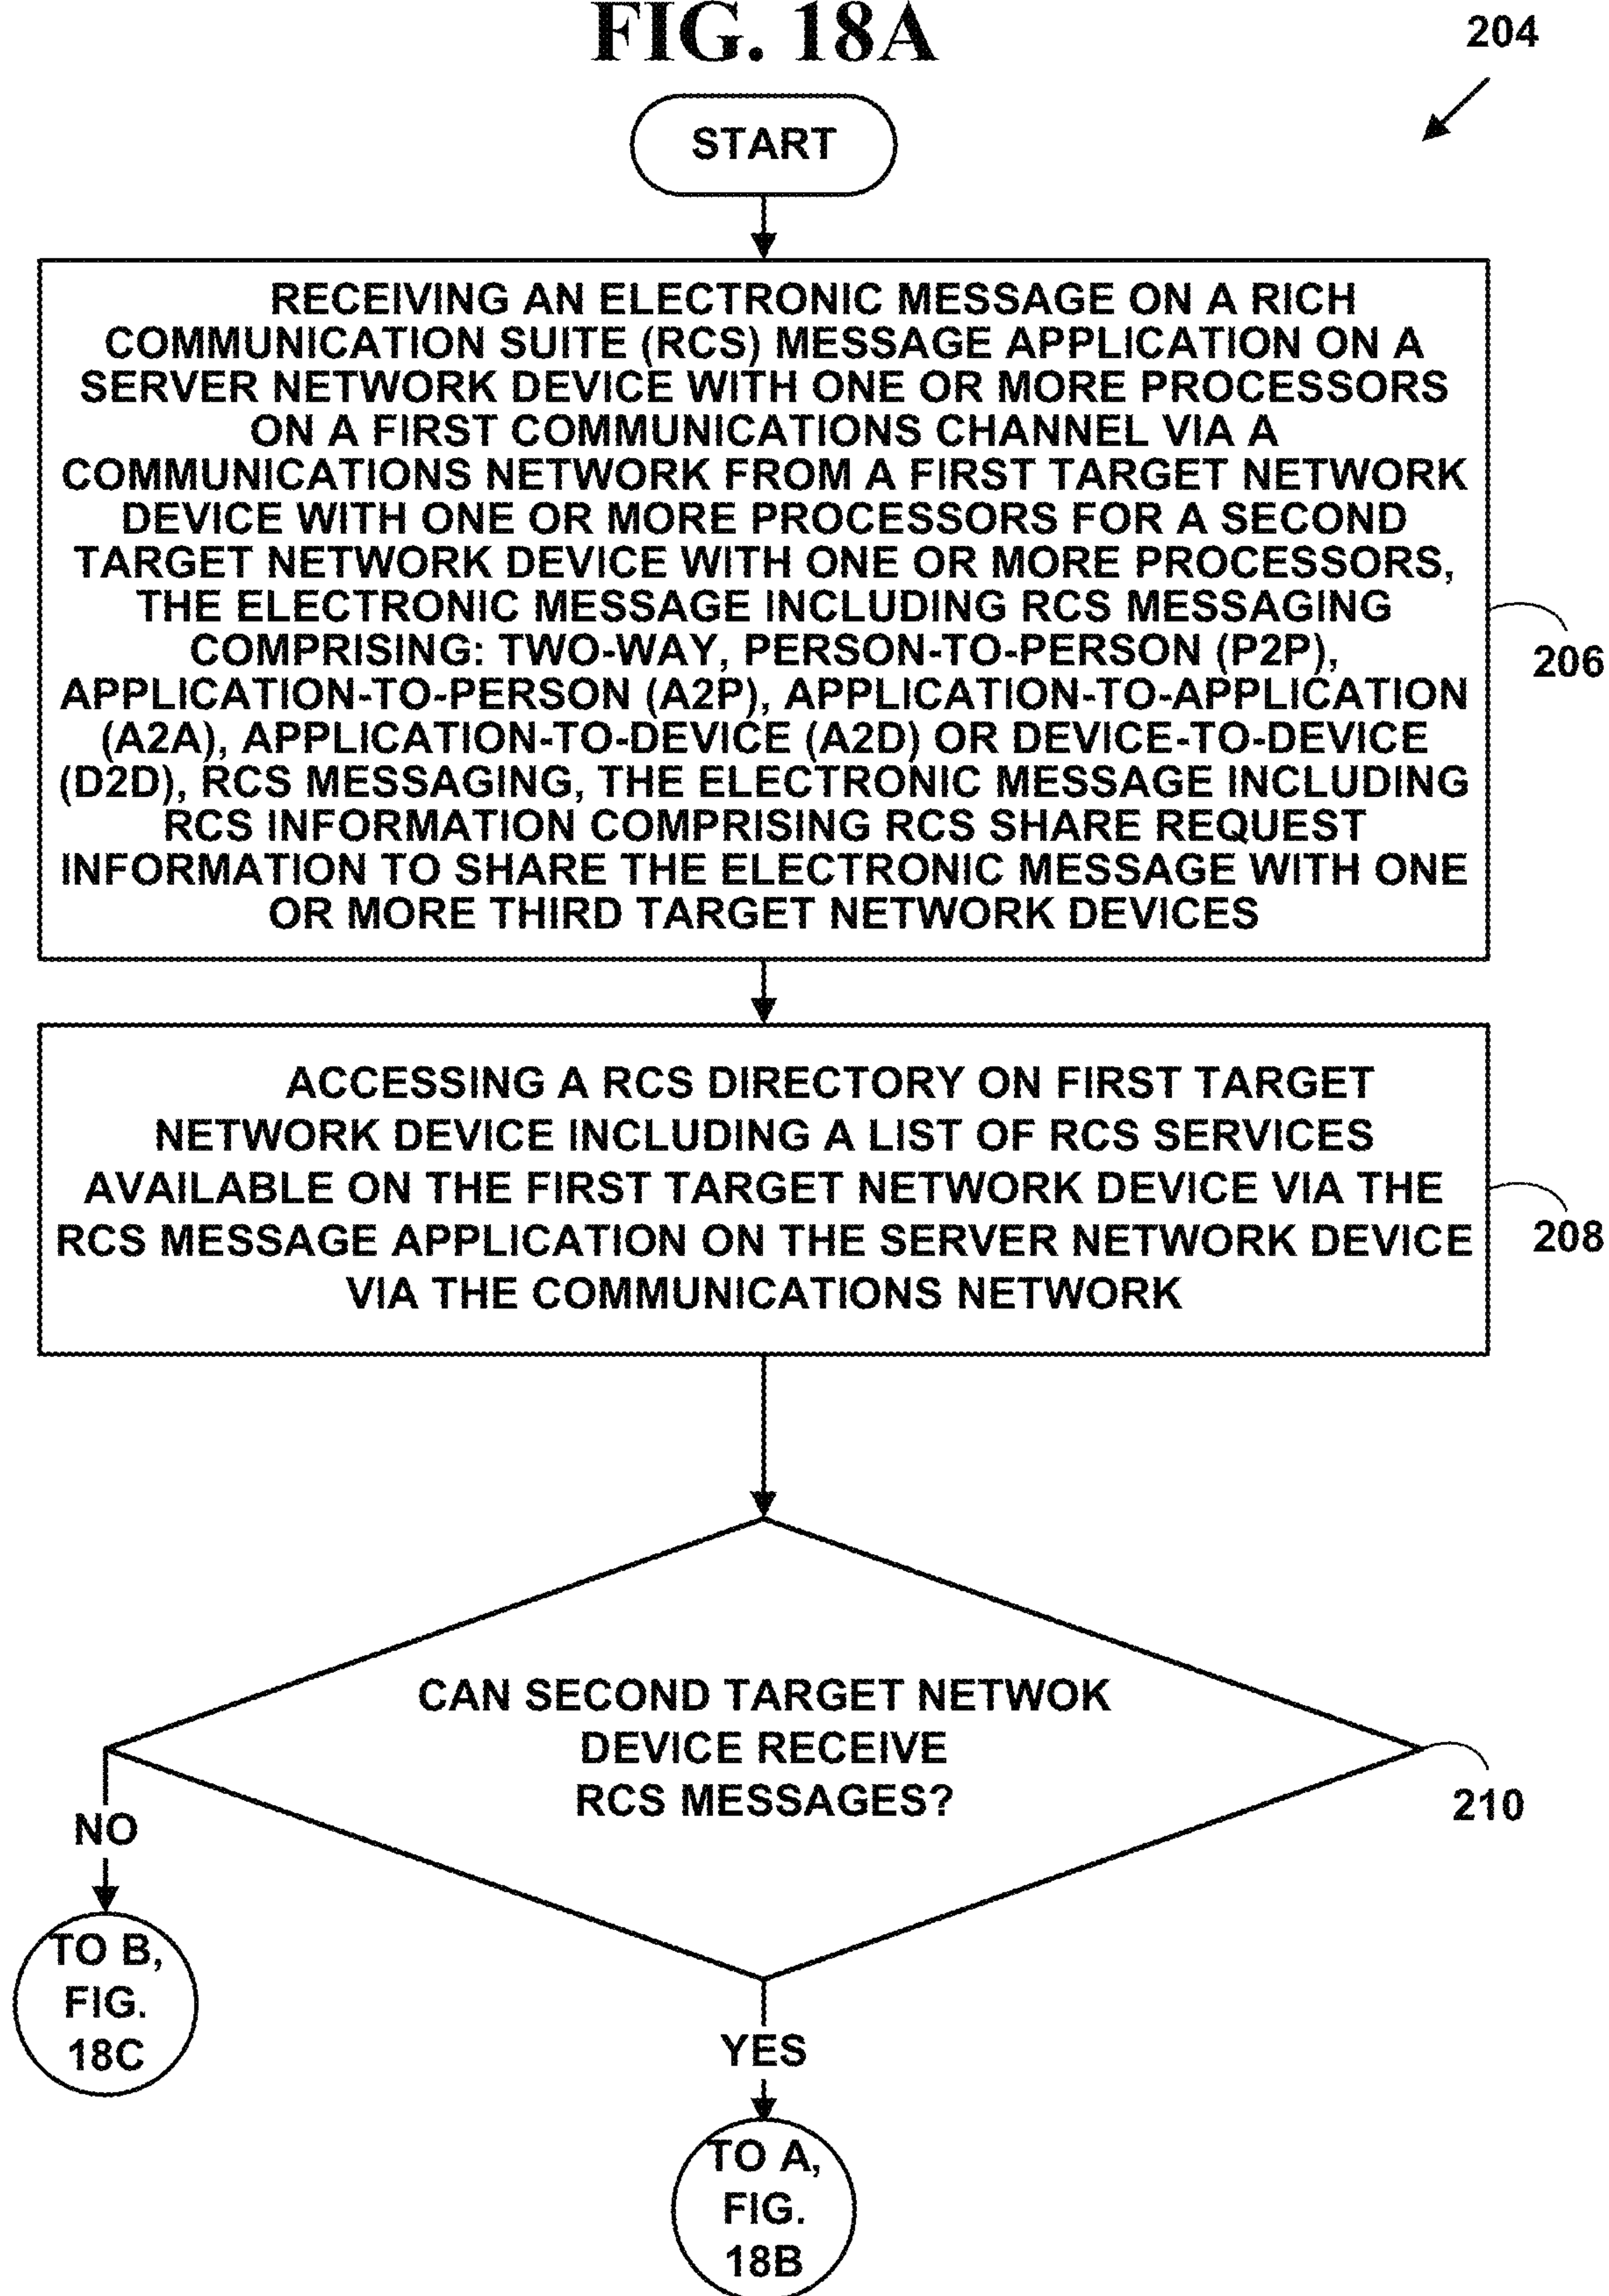 FIG. 18A
204
START
RECEIVING AN ELECTRONIC MESSAGE ON A RICH
COMMUNICATION SUITE (RCS) MESSAGE APPLICATION ON A
SERVER NETWORK DEVICE WITH ONE OR MORE PROCESSORS
ON A FIRST COMMUNICATIONS CHANNEL VIA A
COMMUNICATIONS NETWORK FROM A FIRST TARGET NETWORK
DEVICE WITH ONE OR MORE PROCESSORS FOR A SECOND
TARGET NETWORK DEVICE WITH ONE OR MORE PROCESSORS,
THE ELECTRONIC MESSAGE INCLUDING RCS MESSAGING
COMPRISING: TWO-WAY, PERSON-TO-PERSON (P2P),
APPLICATION-TO-PERSON (A2P), APPLICATION-TO-APPLICATION
(A2A), APPLICATION-TO-DEVICE (A2D) OR DEVICE-TO-DEVICE
(D2D), RCS MESSAGING, THE ELECTRONIC MESSAGE INCLUDING
RCS INFORMATION COMPRISING RCS SHARE REQUEST
INFORMATION TO SHARE THE ELECTRONIC MESSAGE WITH ONE
OR MORE THIRD TARGET NETWORK DEVICES
206
ACCESSING A RCS DIRECTORY ON FIRST TARGET
NETWORK DEVICE INCLUDING A LIST OF RCS SERVICES
AVAILABLE ON THE FIRST TARGET NETWORK DEVICE VIA THE
RCS MESSAGE APPLICATION ON THE SERVER NETWORK DEVICE
VIA THE COMMUNICATIONS NETWORK
208
CAN SECOND TARGET NETWOK
DEVICE RECEIVE
RCS MESSAGES?
210
NO
TO B,
FIG.
18C
YES
TO A,
FIG.
18B